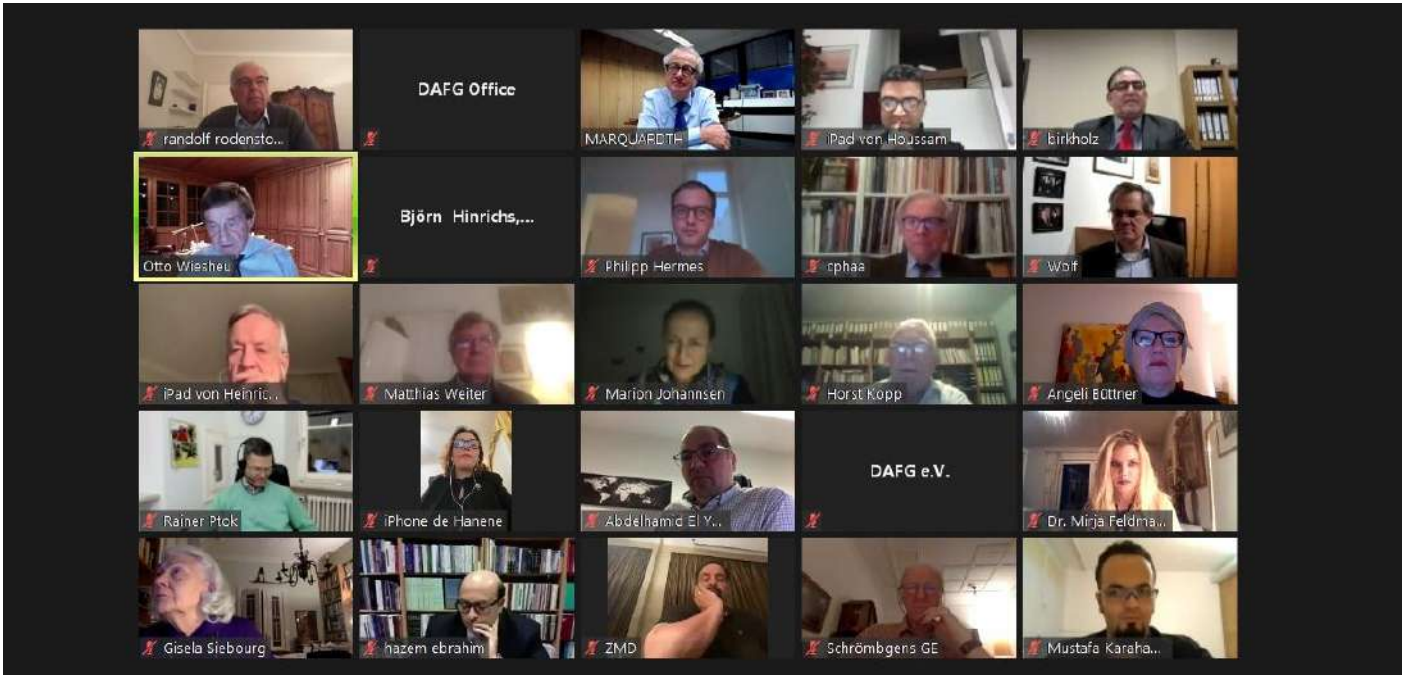 randolf rodensto...
DAFG Office
MARQUARDTH
iPad von Houssam
birkholz
Otto Wiesheu
Björn Hinrichs,...
Philipp Hermes
cphaa
Wolf
iPad von Heinric...
Matthias Weiter
Marion Johannsen
Horst Kopp
Angeli Büttner
Rainer Ptok
iPhone de Hanene
Abdelhamid El Y...
DAFG e.V.
Dr. Mirja Feldma...
Gisela Siebourg
hazem ebrahim
ZMD
Schrömbgens GE
Mustafa Karaha...